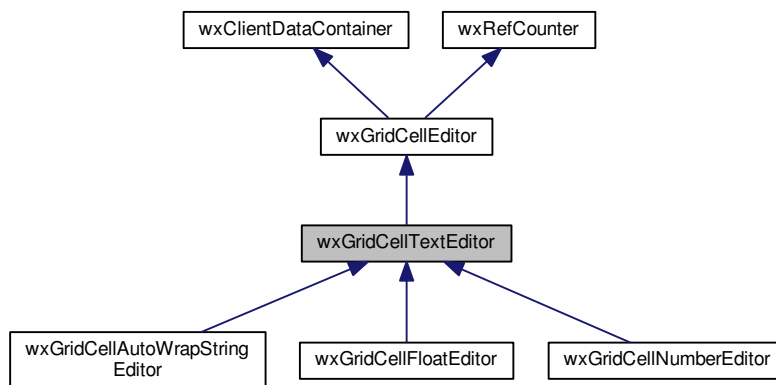 wxClientDataContainer
wxRefCounter
wxGridCellEditor
wxGridCellTextEditor
wxGridCellAutoWrapString
Editor
wxGridCellFloatEditor
wxGridCellNumberEditor